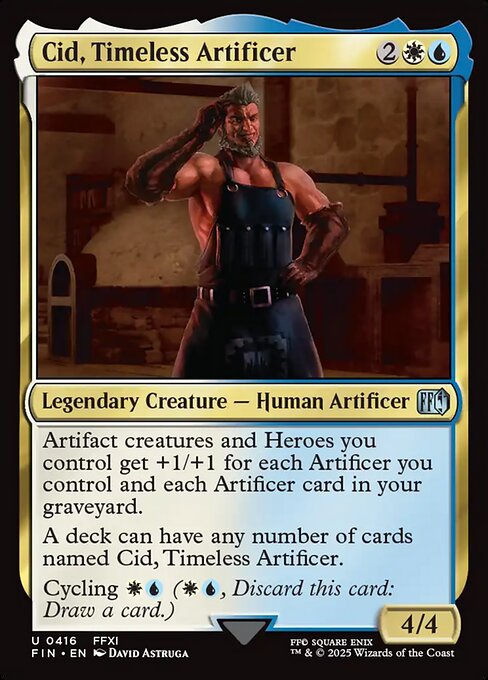 Cid, Timeless Artificer 2
Legendary Creature — Human Artificer FF
Artifact creatures and Heroes you
control get +1/+1 for each Artificer you
control and each Artificer card in your
graveyard.
A deck can have any number of cards
named Cid, Timeless Artificer.
Cycling (, Discard this card:
Draw a card.)
4/4
U 0416 FFXI
FIN • EN David Astruga
FF© SQUARE ENIX
™ & © 2025 Wizards of the Coast